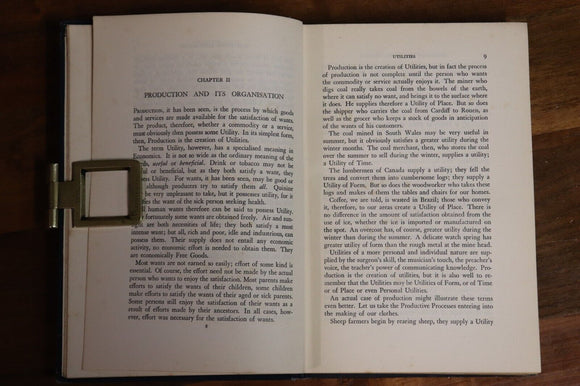 CHAPTER II
PRODUCTION AND ITS ORGANISATION
PRODUCTION, it has been seen, is the process by which goods
and services are made available for the satisfaction of wants.
The product, therefore, whether a commodity or a service,
must obviously then possess some Utility. In its simplest form,
then, Production is the creation of Utilities.
The term Utility, however, has a specialised meaning in
Economics. It is not so wide as the ordinary meaning of the
useful or beneficial. Drink or tobacco may not be
or beneficial, but as they both satisfy a want, they
Utility. For wants, it has been seen, may be good or
although producers try to satisfy them all. Quinine
be very unpleasant to take, but it possesses utility, for it
the want of the sick person seeking health.
human wants therefore can be said to possess Utility.
fortunately some wants are obtained freely. Air and sun-
are both necessities of life; they both satisfy a most
intense want; but all, rich and poor, idle and industrious, can
possess them. Their supplies does not entail any economic
activity, no economic effort is needed to obtain them. They
are economically Free Goods.
Most wants are not earned so easily; effort of some kind is
essential. Of course, the effort need not be made by the actual
person who wants to enjoy the satisfaction. Most parents make
efforts to satisfy the wants of their children, some children
make efforts to satisfy the wants of their aged or sick parents.
Some persons still enjoy the satisfaction of wants as a
result of efforts made by their ancestors. In all cases, how-
ever, effort was necessary for the satisfaction of wants.
8
UTILITIES 9
Production is the creation of Utilities, but in fact the process
of production is not complete until the person who wants
the commodity or service actually enjoys it. The miner who
digs coal really takes coal from the bowels of the earth,
where it can satisfy no want, and brings it to the surface where
it does. He supplies therefore a Utility of Place. But so does
the shipper who carries the coal from Cardiff to Rouen, as
well as the grocer who keeps a stock of goods in anticipation
of the wants of his customers.
The coal mined in South Wales may be very useful in
summer, but it obviously satisfies a greater utility during the
winter months. The coal merchant, then, who stores the coal
over the summer to sell during the winter, supplies a utility;
a Utility of Time.
The lumbermen of Canada supply a utility; they fell the
trees and convert them into cumbersome logs; they supply a
Utility of Form. But so does the woodworker who takes these
logs and makes of them the tables and chairs for our homes.
Coffee, we are told, is wanted in Brazil; those who convey
it, therefore, to our areas create a Utility of Place. There is
no difference in the amount of satisfaction obtained from the
use of ice, whether the ice is imported or manufactured on
the spot. An overcoat has, of course, greater utility during the
winter than during the summer. A delicate watch spring has
greater utility of form than the rough metal at the mine head.
Utilities of a more personal and individual nature are sup-
plied by the surgeon's skill, the musician's touch, the preacher's
voice, the teacher's power of communicating knowledge. Pro-
duction is the creation of utilities, but it is also well to re-
member that the Utilities may be Utilities of Form, or of Time
or of Place or even Personal Utilities.
An actual case of production might illustrate these terms
even better. Let us trace the Productive Processes entering into
the making of our clothes.
Sheep farmers begin by rearing sheep, they supply a Utility